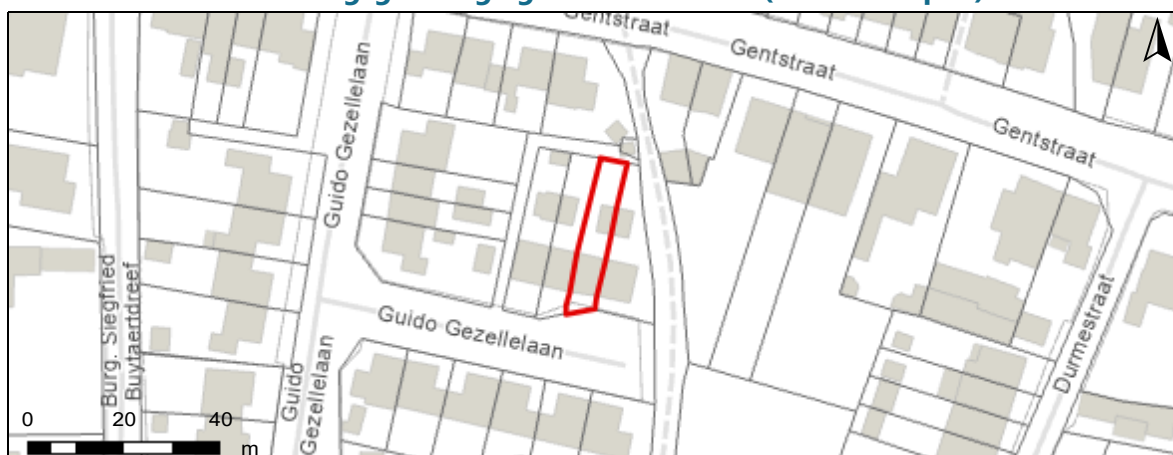 Gentstraat
Gentstraat
Gentstraat
Guido Gezellelaan
Guido Gezellelaan
Guido
Gezellelaan
Burg. Siegfried
Buytaertdreef
Durmestraat
0 20 40
m